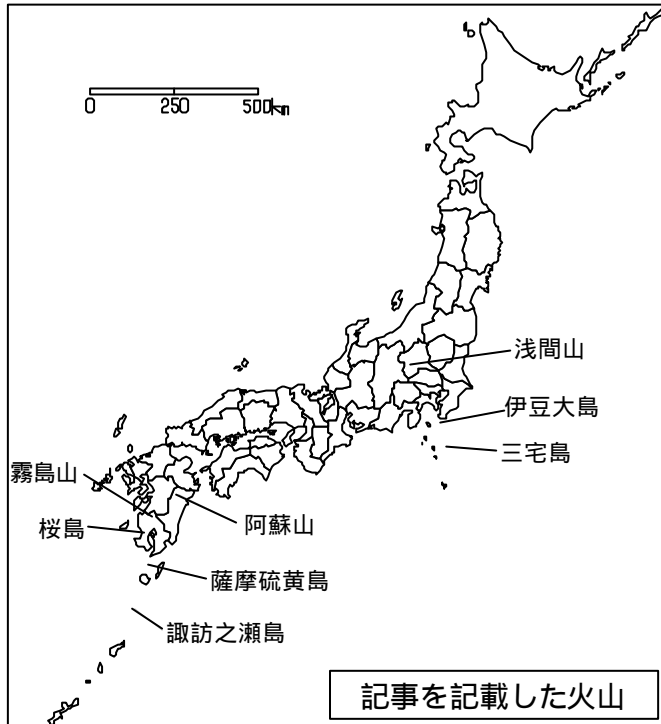 0 250 500km
浅間山
伊豆大島
三宅島
霧島山
阿蘇山
桜島
薩摩硫黄島
諏訪之瀬島
記事を記載した火山